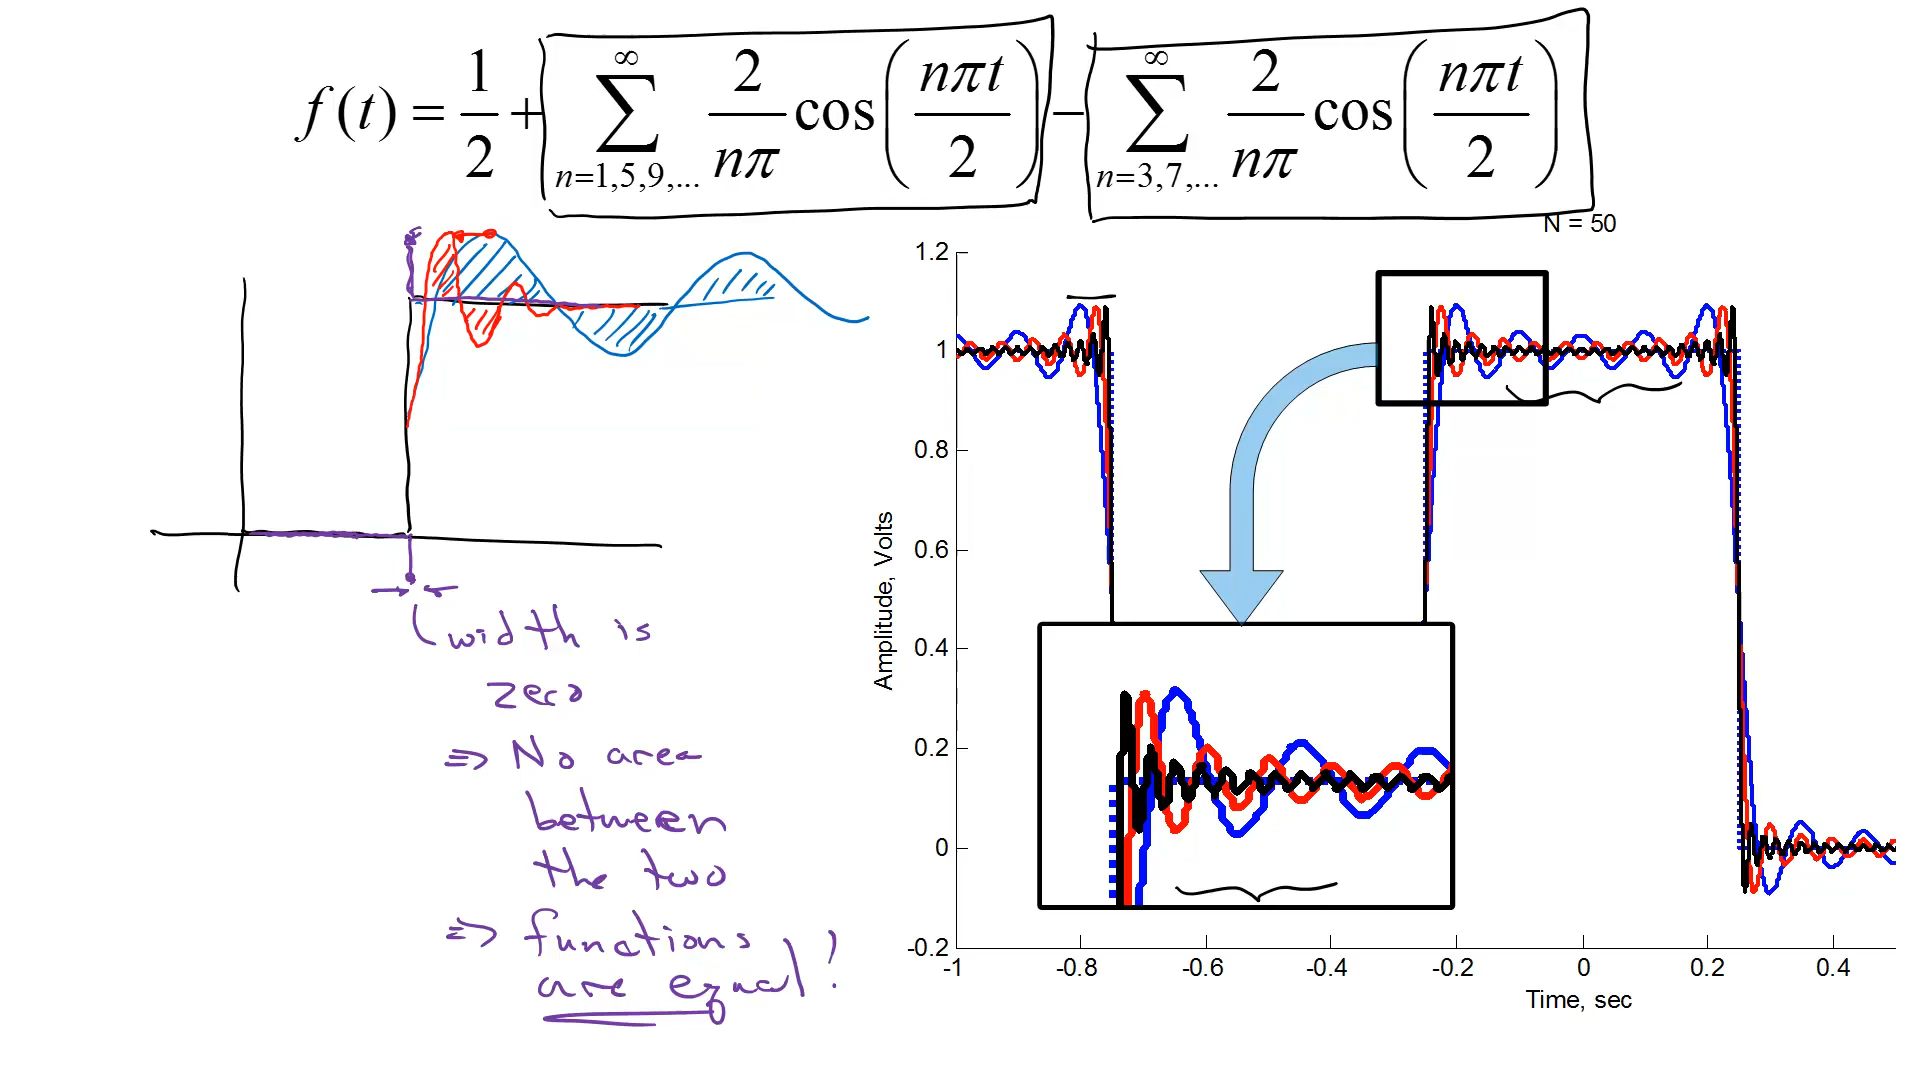 f(t) = 1/2 + ∑_{n=1,5,9,...}^{∞} 2/nπ cos(nπt/2) − ∑_{n=3,7,...}^{∞} 2/nπ cos(nπt/2)
N = 50
1.2
1
0.8
0.6
0.4
0.2
0
-0.2
Amplitude, Volts
-1
-0.8
-0.6
-0.4
-0.2
0
0.2
0.4
Time, sec
width is
zero
⇒ No area
between
the two
⇒ functions
are equal!